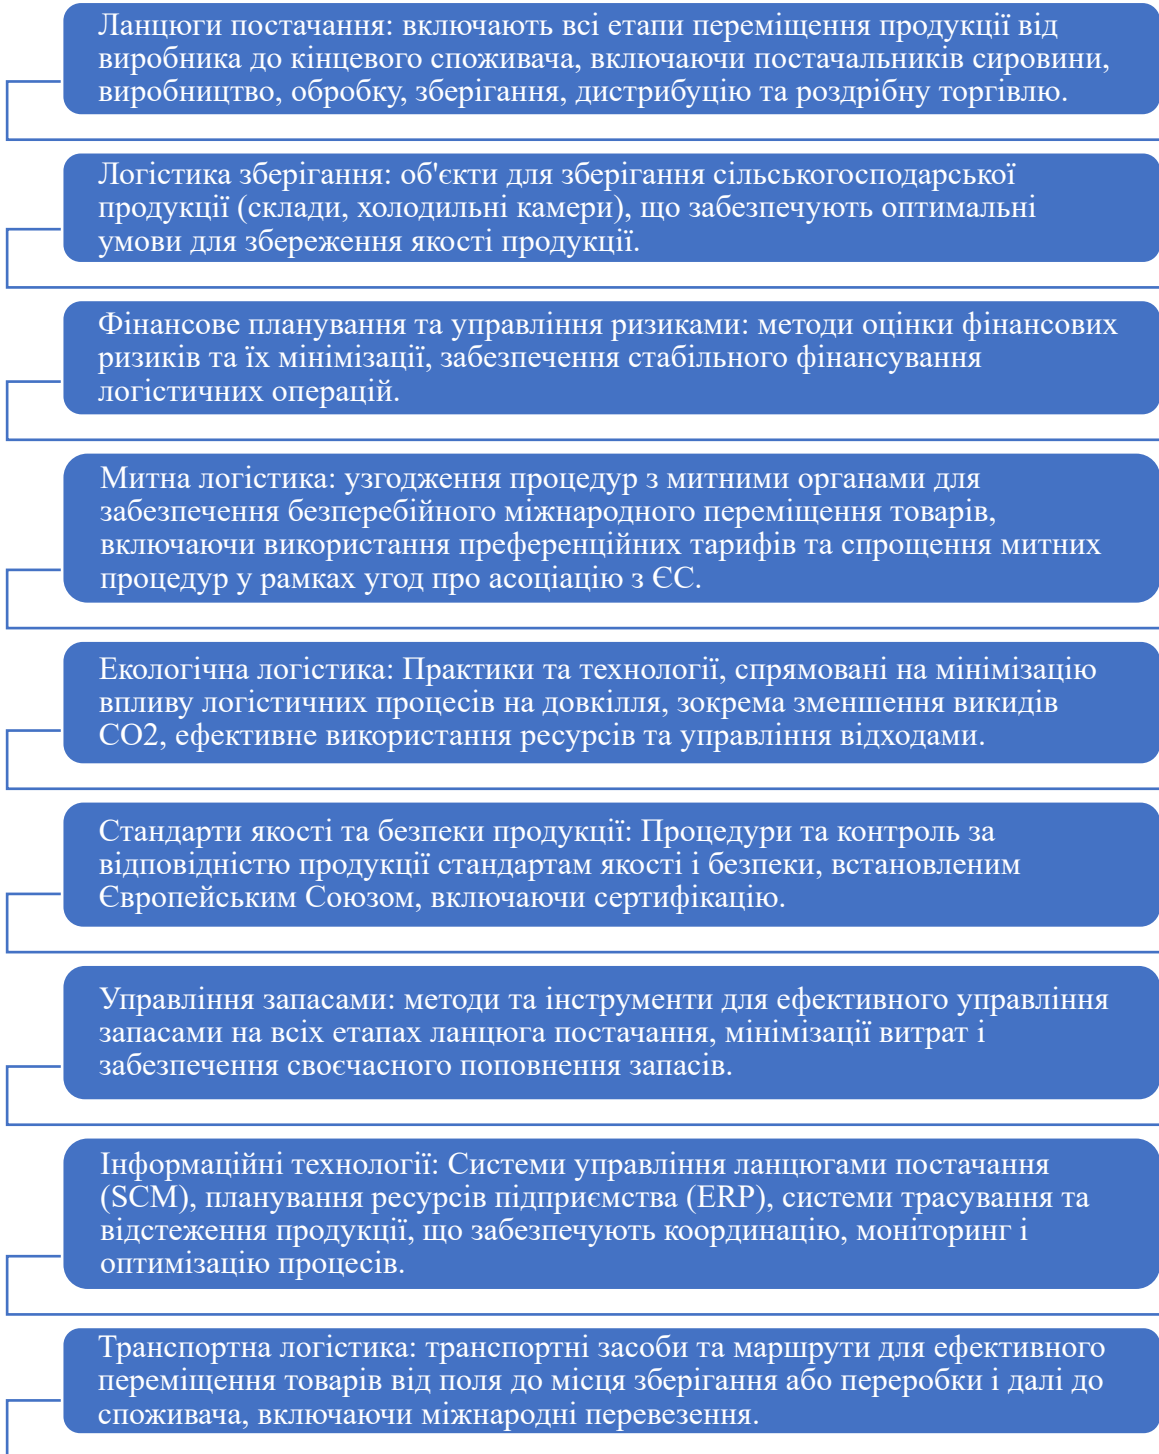 Ланцюги постачання: включають всі етапи переміщення продукції від
виробника до кінцевого споживача, включаючи постачальників сировини,
виробництво, обробку, зберігання, дистрибуцію та роздрібну торгівлю.
Логістика зберігання: об'єкти для зберігання сільськогосподарської
продукції (склади, холодильні камери), що забезпечують оптимальні
умови для збереження якості продукції.
Фінансове планування та управління ризиками: методи оцінки фінансових
ризиків та їх мінімізації, забезпечення стабільного фінансування
логістичних операцій.
Митна логістика: узгодження процедур з митними органами для
забезпечення безперебійного міжнародного переміщення товарів,
включаючи використання преференційних тарифів та спрощення митних
процедур у рамках угод про асоціацію з ЄС.
Екологічна логістика: Практики та технології, спрямовані на мінімізацію
впливу логістичних процесів на довкілля, зокрема зменшення викидів
CO2, ефективне використання ресурсів та управління відходами.
Стандарти якості та безпеки продукції: Процедури та контроль за
відповідністю продукції стандартам якості і безпеки, встановленим
Європейським Союзом, включаючи сертифікацію.
Управління запасами: методи та інструменти для ефективного управління
запасами на всіх етапах ланцюга постачання, мінімізації витрат і
забезпечення своєчасного поповнення запасів.
Інформаційні технології: Системи управління ланцюгами постачання
(SCM), планування ресурсів підприємства (ERP), системи трасування та
відстеження продукції, що забезпечують координацію, моніторинг і
оптимізацію процесів.
Транспортна логістика: транспортні засоби та маршрути для ефективного
переміщення товарів від поля до місця зберігання або переробки і далі до
споживача, включаючи міжнародні перевезення.